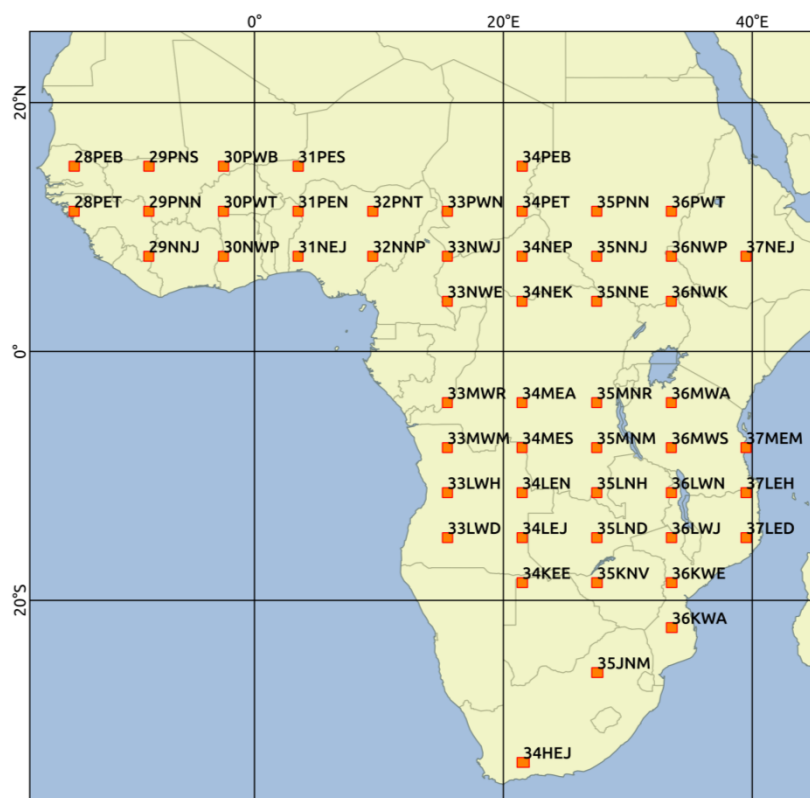 0° 20°E 40°E
20°N
28PEB 29PNS 30PWB 31PES 34PEB
28PET 29PNN 30PWT 31PEN 32PNT 33PWN 34PET 35PNN 36PWT
29NNJ 30NWP 31NEJ 32NNP 33NWJ 34NEP 35NNJ 36NWP 37NEJ
33NWE 34NEK 35NNE 36NWK
0°
33MWR 34MEA 35MNR 36MWA
33MWM 34MES 35MNM 36MWS 37MEM
33LWH 34LEN 35LNH 36LWN 37LEH
33LWD 34LEJ 35LND 36LWJ 37LED
34KEE 35KNV 36KWE
20°S
36KWA
35JNM
34HEJ